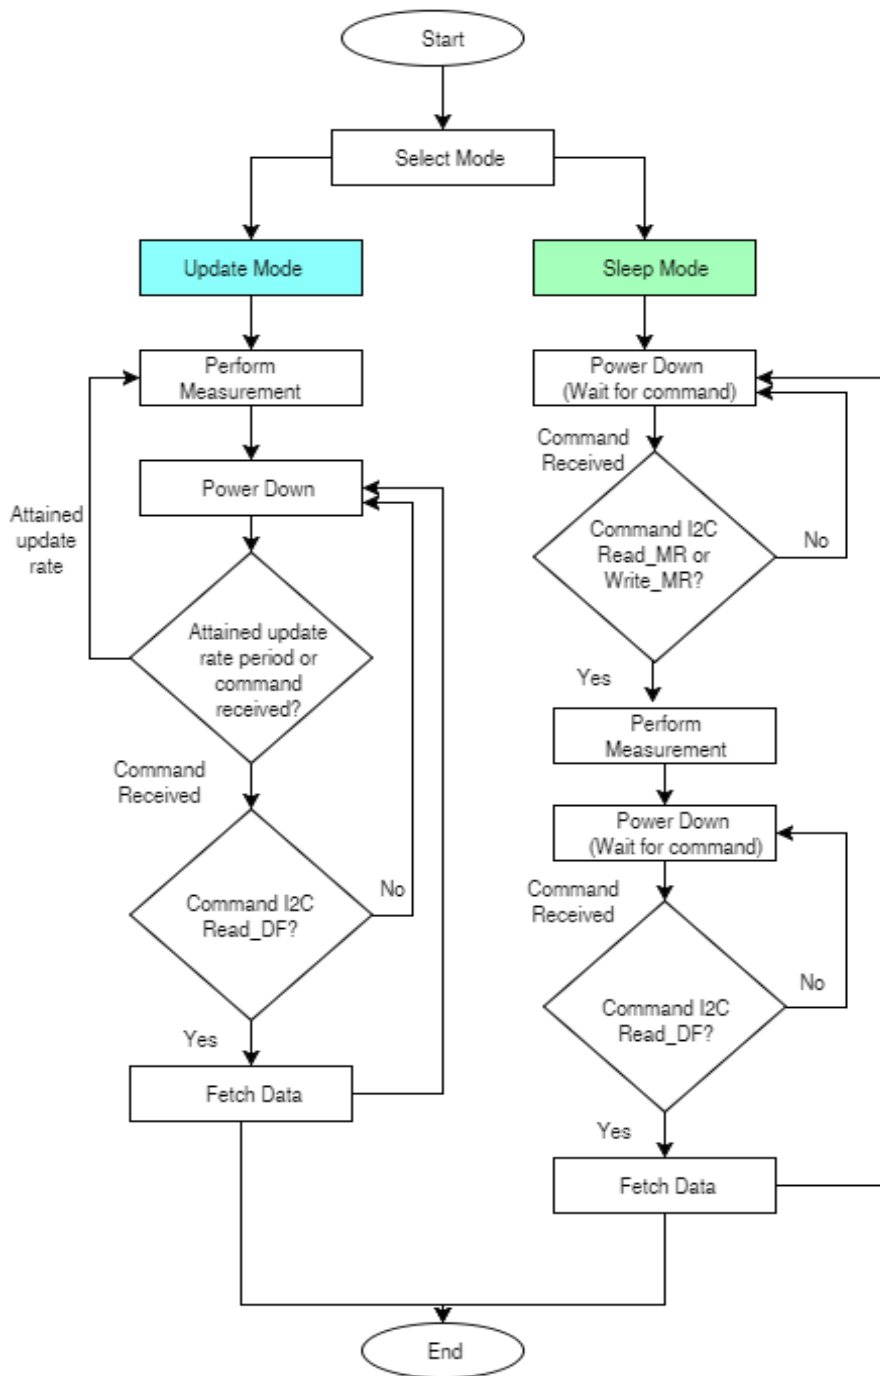 Start
Select Mode
Update Mode
Sleep Mode
Perform
Measurement
Power Down
(Wait for command)
Command
Received
Power Down
Attained
update
rate
Command I2C
Read_MR or
Write_MR?
No
Attained update
rate period or
command
received?
Yes
Perform
Measurement
Command
Received
Power Down
(Wait for command)
Command
Received
Command I2C
Read_DF?
No
Command I2C
Read_DF?
No
Yes
Fetch Data
Yes
Fetch Data
End